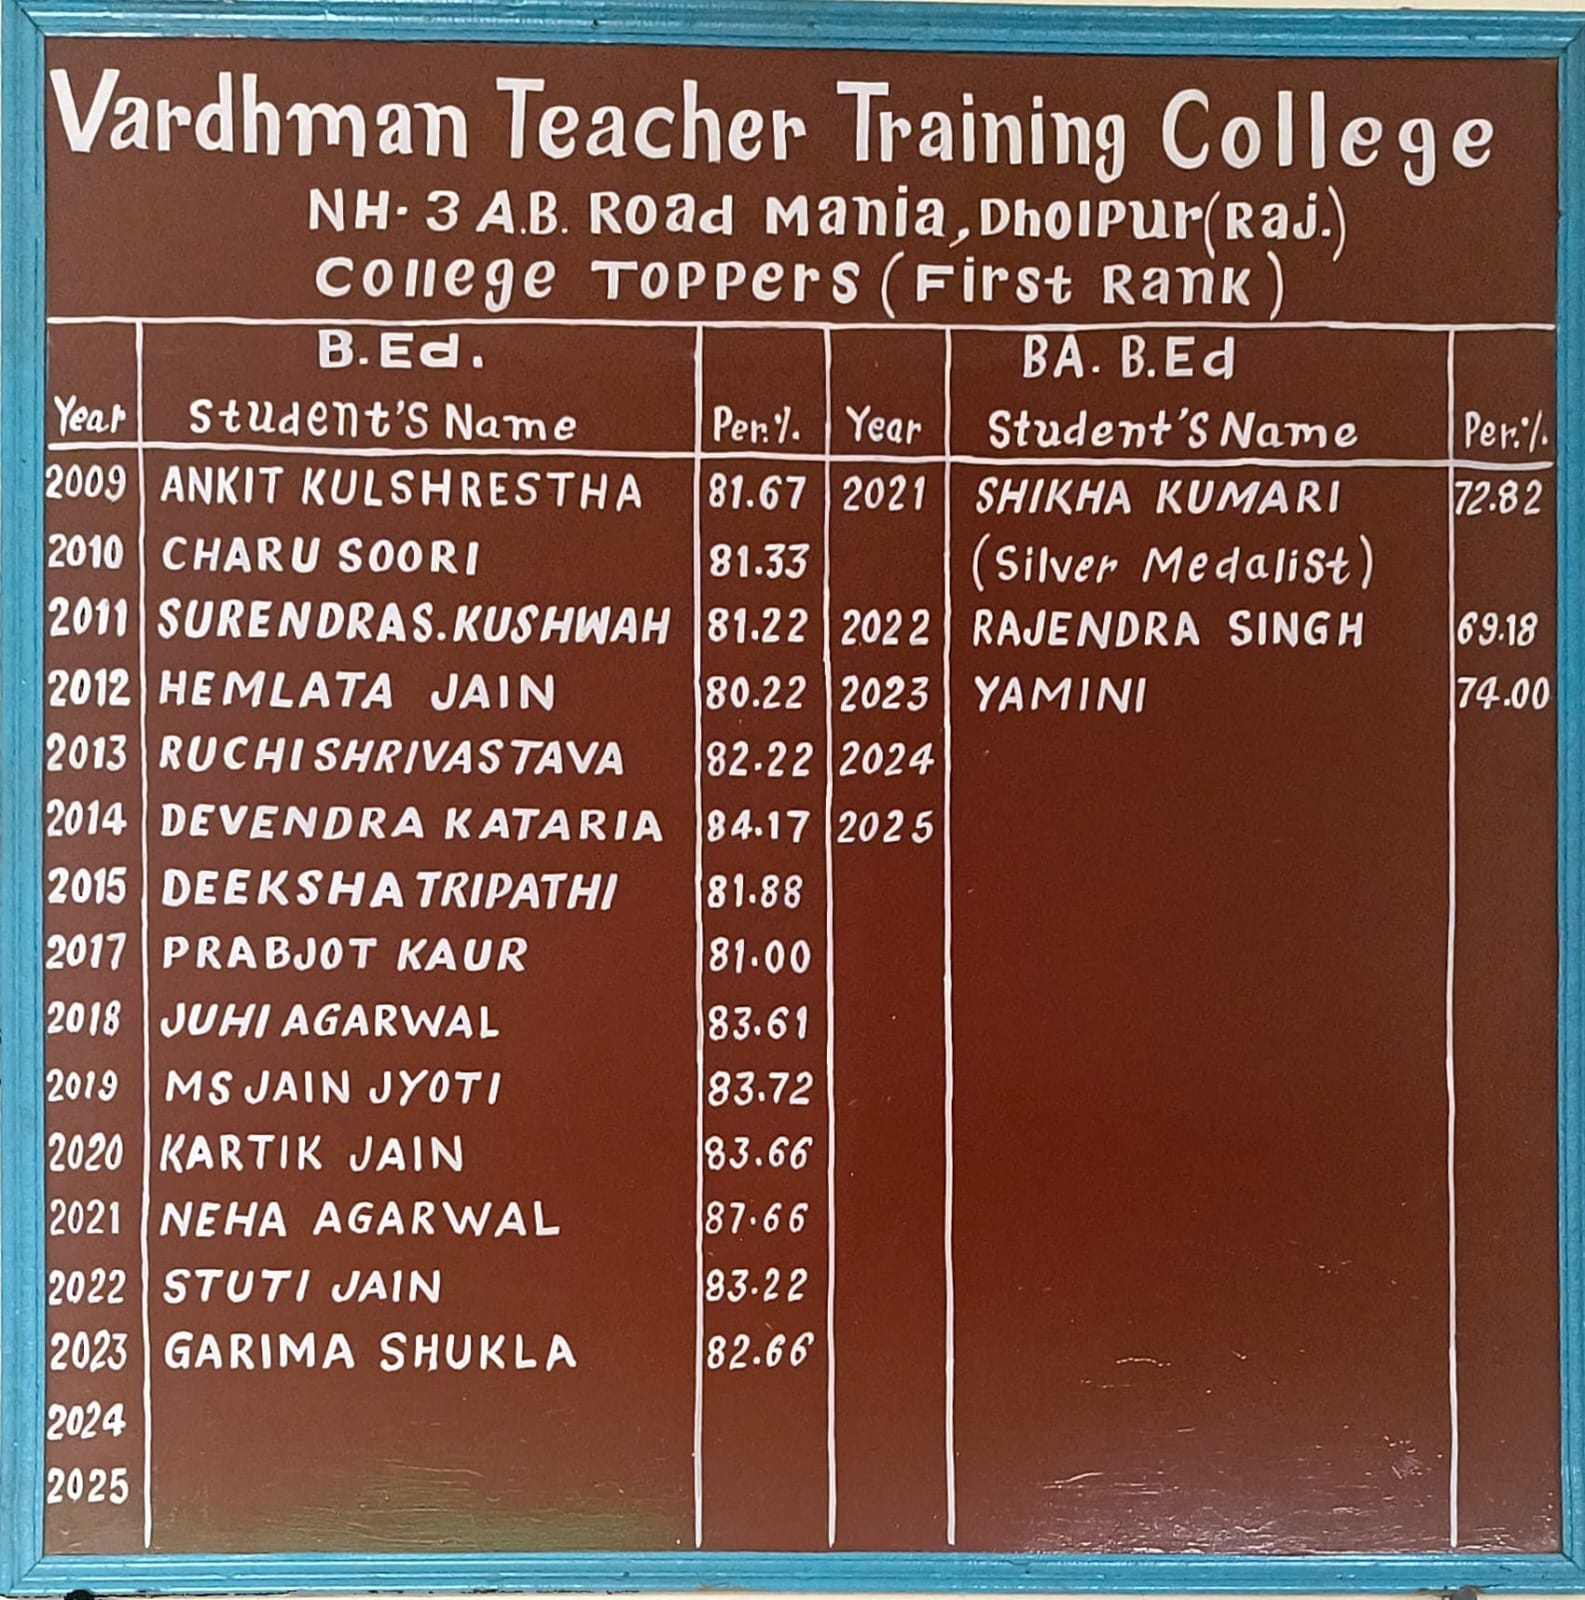 Vardhman Teacher Training College
NH-3 A.B. Road Mania, Dholpur (Raj.)
College Toppers (First Rank)
B.Ed. BA. B.Ed
Year Student's Name Per.% Year Student's Name Per.%
2009 ANKIT KULSHRESTHA 81.67 2021 SHIKHA KUMARI 72.82
2010 CHARU SOORI 81.33 (Silver Medalist)
2011 SURENDRA S. KUSHWAH 81.22 2022 RAJENDRA SINGH 69.18
2012 HEMLATA JAIN 80.22 2023 YAMINI 74.00
2013 RUCHI SHRIVASTAVA 82.22 2024
2014 DEVENDRA KATARIA 84.17 2025
2015 DEEKSHA TRIPATHI 81.88
2017 PRABJOT KAUR 81.00
2018 JUHI AGARWAL 83.61
2019 MS JAIN JYOTI 83.72
2020 KARTIK JAIN 83.66
2021 NEHA AGARWAL 87.66
2022 STUTI JAIN 83.22
2023 GARIMA SHUKLA 82.66
2024
2025